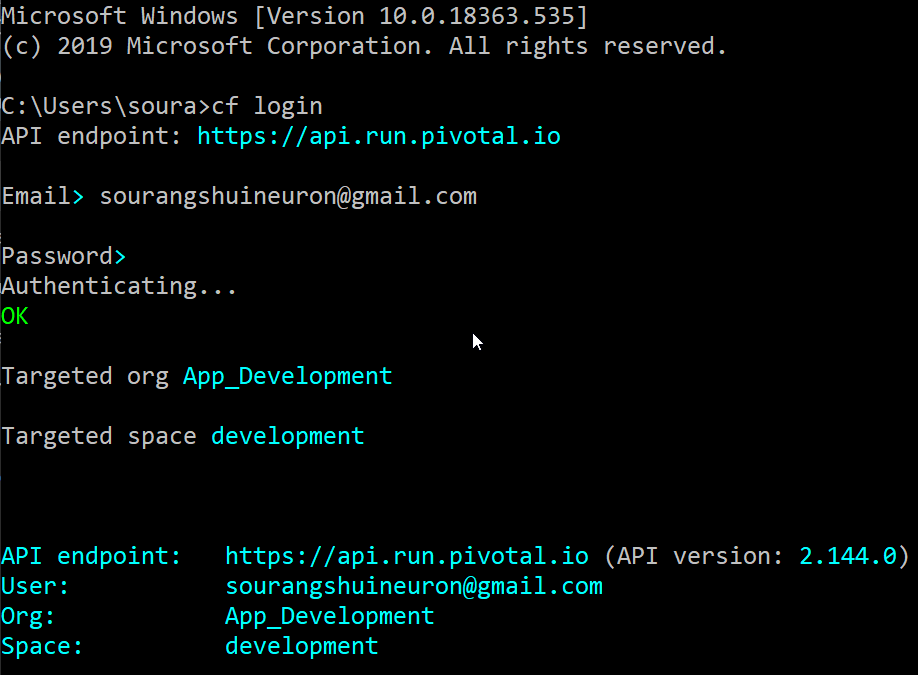 Microsoft Windows [Version 10.0.18363.535]
(c) 2019 Microsoft Corporation. All rights reserved.
C:\Users\soura>cf login
API endpoint: https://api.run.pivotal.io
Email> sourangshuineuron@gmail.com
Password>
Authenticating...
OK
Targeted org App_Development
Targeted space development
API endpoint: https://api.run.pivotal.io (API version: 2.144.0)
User: sourangshuineuron@gmail.com
Org: App_Development
Space: development